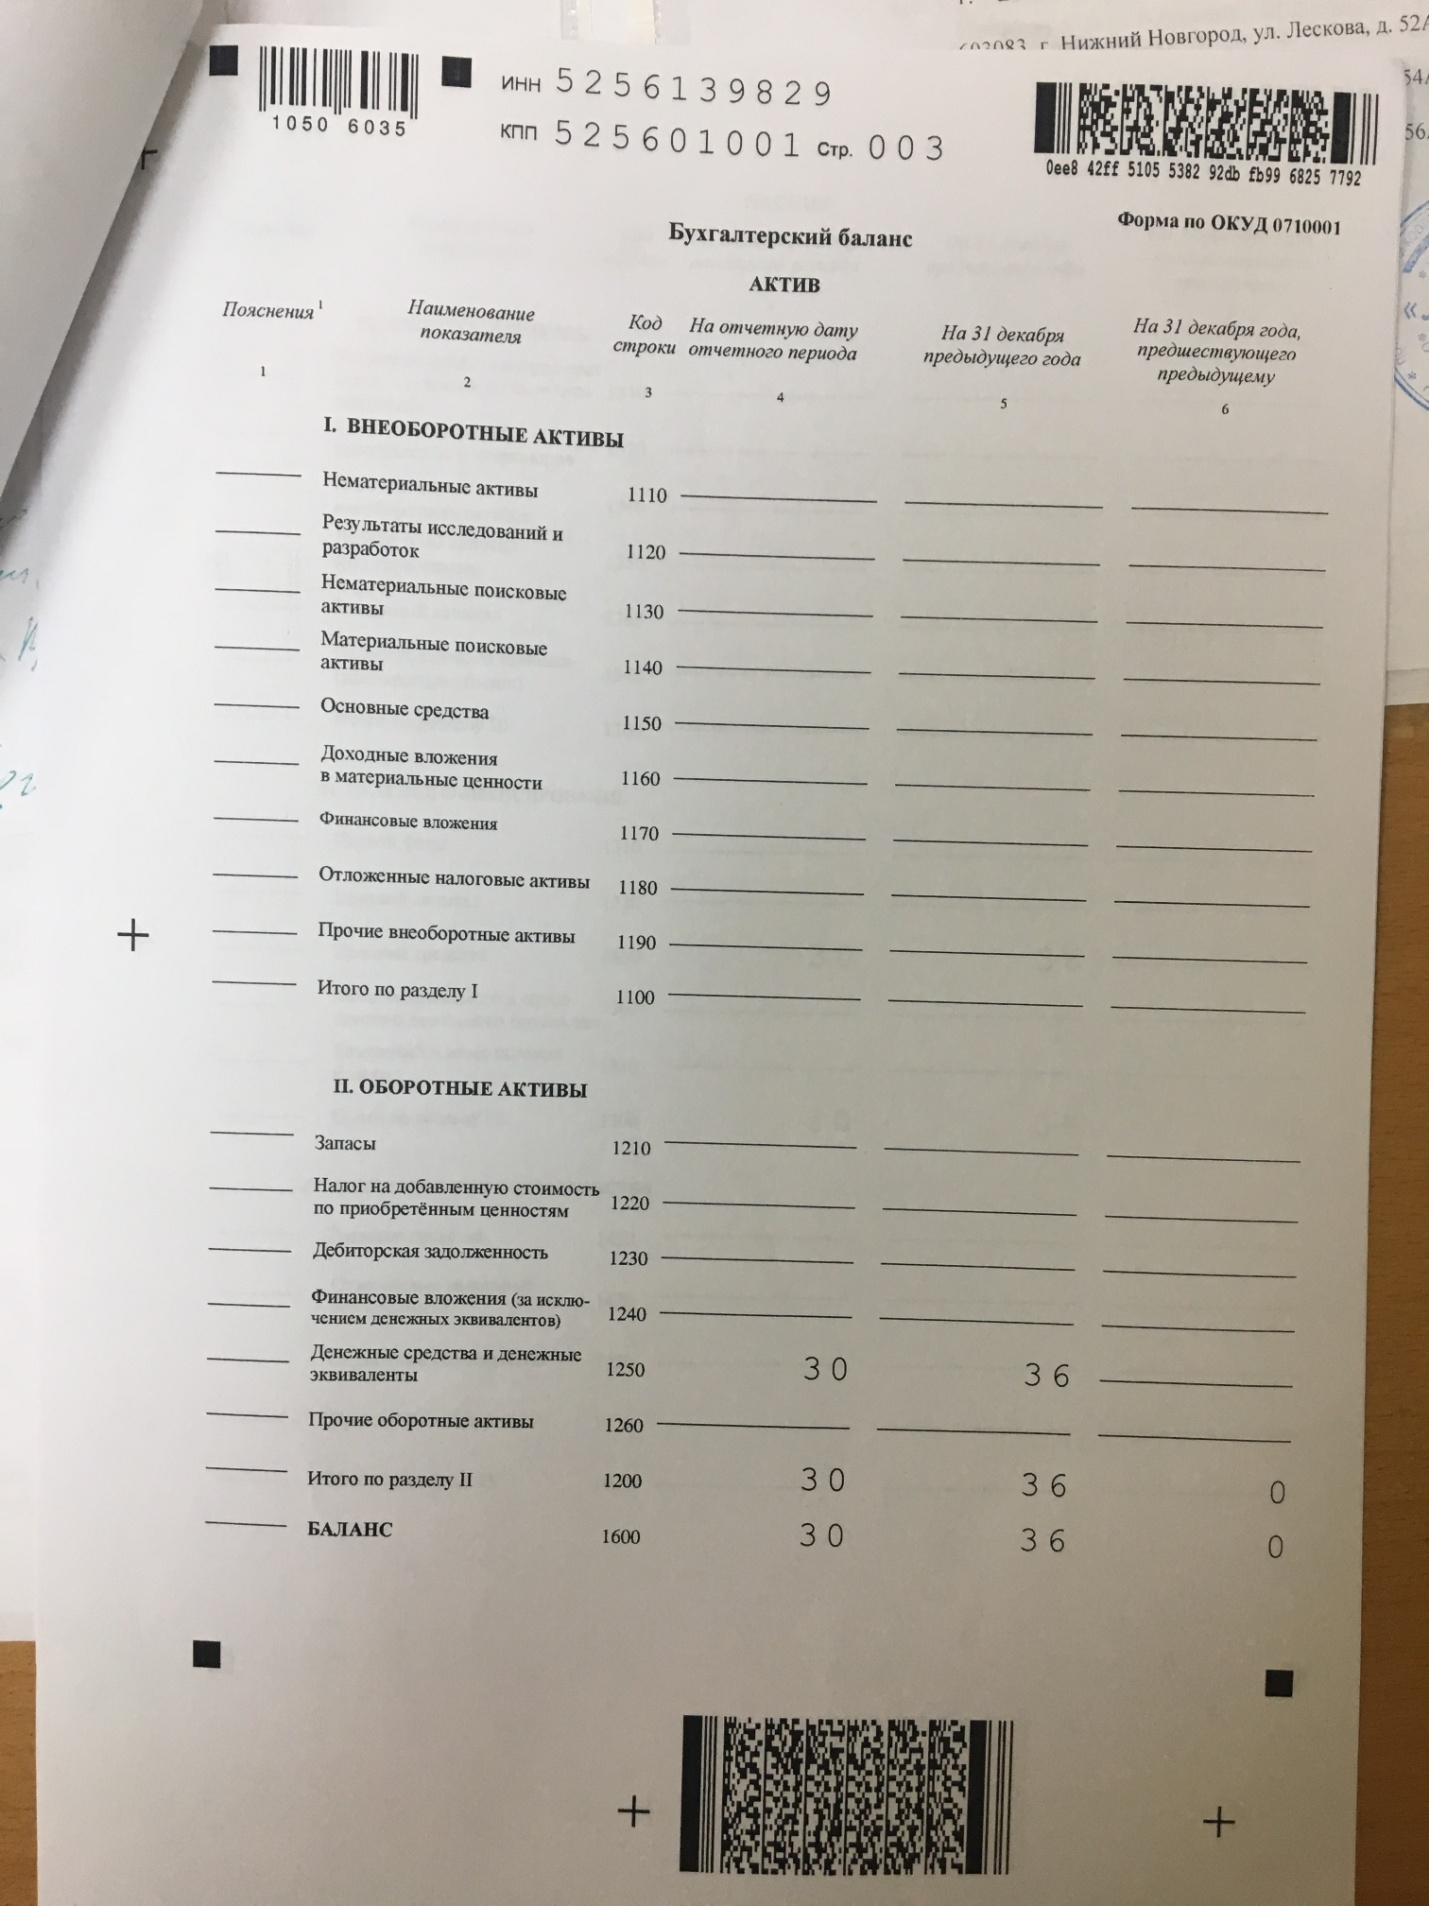 603083, г. Нижний Новгород, ул. Лескова, д. 52А
1050 6035
ИНН 5256139829
КПП 525601001 Стр. 003
0ee8 42ff 5105 5382 92db fb99 6825 7792
Форма по ОКУД 0710001
Бухгалтерский баланс
АКТИВ
Пояснения 1 Наименование показателя Код строки На отчетную дату отчетного периода На 31 декабря предыдущего года На 31 декабря года, предшествующего предыдущему
1 2 3 4 5 6
I. ВНЕОБОРОТНЫЕ АКТИВЫ
Нематериальные активы 1110
Результаты исследований и
разработок 1120
Нематериальные поисковые
активы 1130
Материальные поисковые
активы 1140
Основные средства 1150
Доходные вложения
в материальные ценности 1160
Финансовые вложения 1170
Отложенные налоговые активы 1180
Прочие внеоборотные активы 1190
Итого по разделу I 1100
II. ОБОРОТНЫЕ АКТИВЫ
Запасы 1210
Налог на добавленную стоимость
по приобретённым ценностям 1220
Дебиторская задолженность 1230
Финансовые вложения (за исклю-
чением денежных эквивалентов) 1240
Денежные средства и денежные
эквиваленты 1250 30 36
Прочие оборотные активы 1260
Итого по разделу II 1200 30 36 0
БАЛАНС 1600 30 36 0